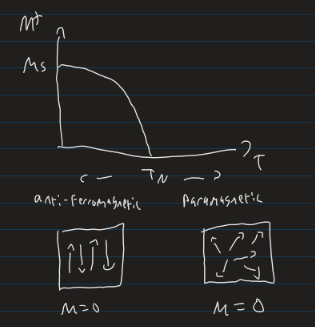 M†
Ms
T
<- TN ->
anti-ferromagnetic paramagnetic
M=0 M=0